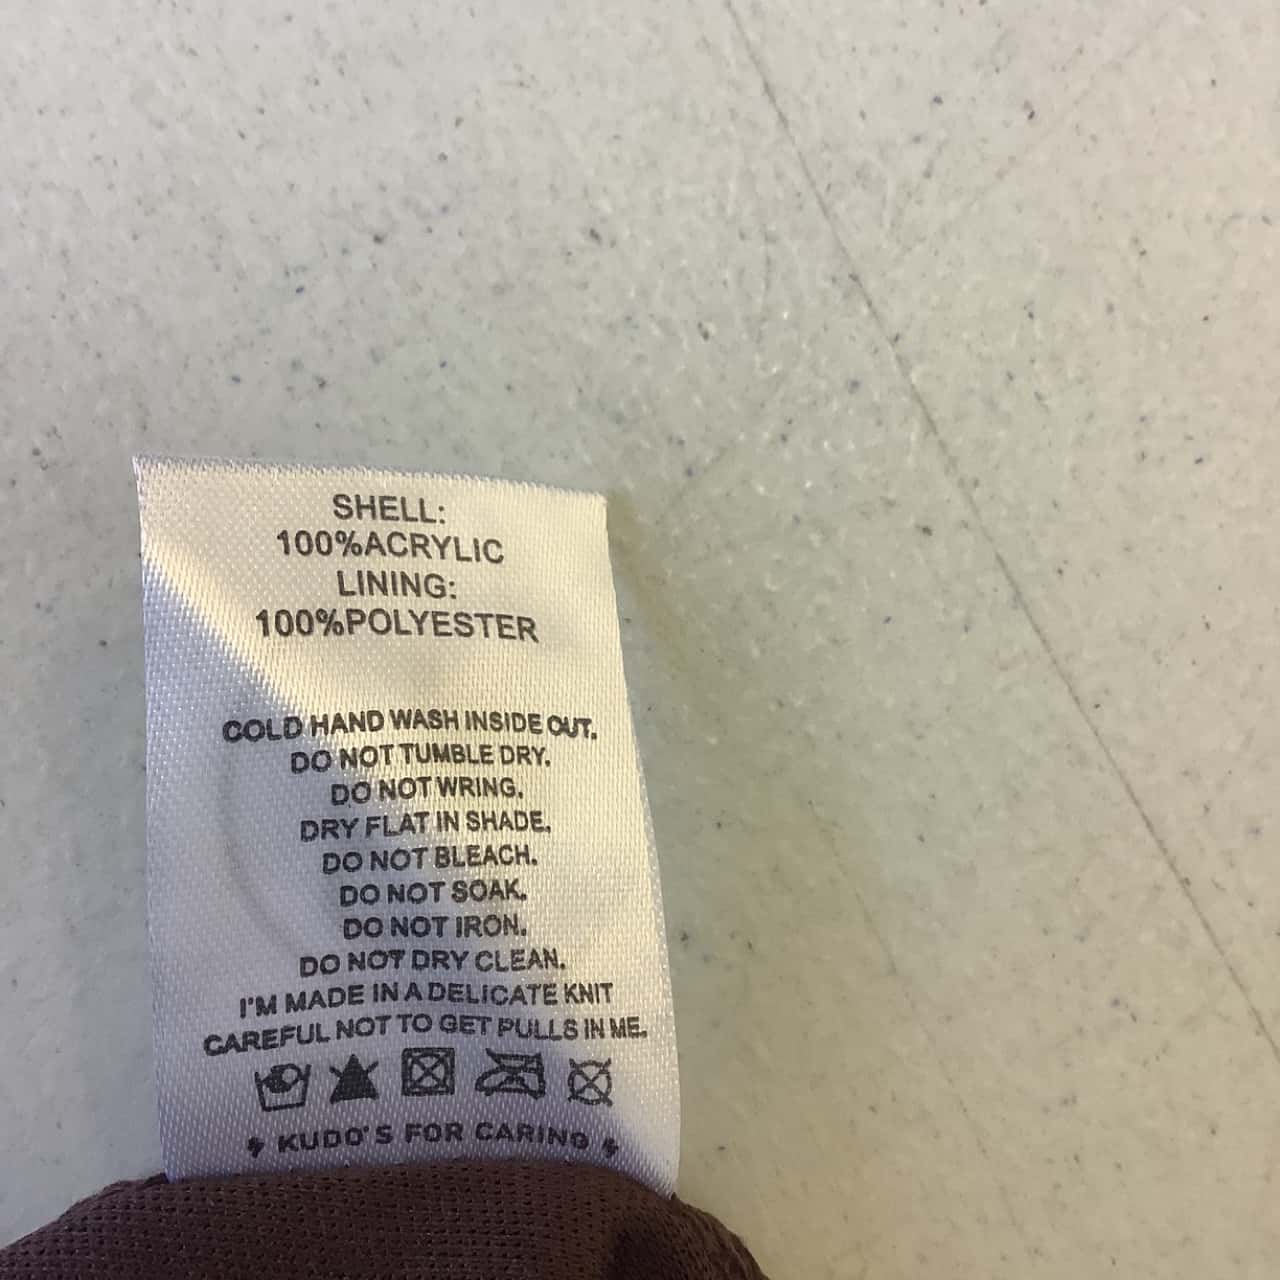 SHELL:
100%ACRYLIC
LINING:
100%POLYESTER
COLD HAND WASH INSIDE OUT.
DO NOT TUMBLE DRY.
DO NOT WRING.
DRY FLAT IN SHADE.
DO NOT BLEACH.
DO NOT SOAK.
DO NOT IRON.
DO NOT DRY CLEAN.
I'M MADE IN A DELICATE KNIT
CAREFUL NOT TO GET PULLS IN ME.
KUDO'S FOR CARING